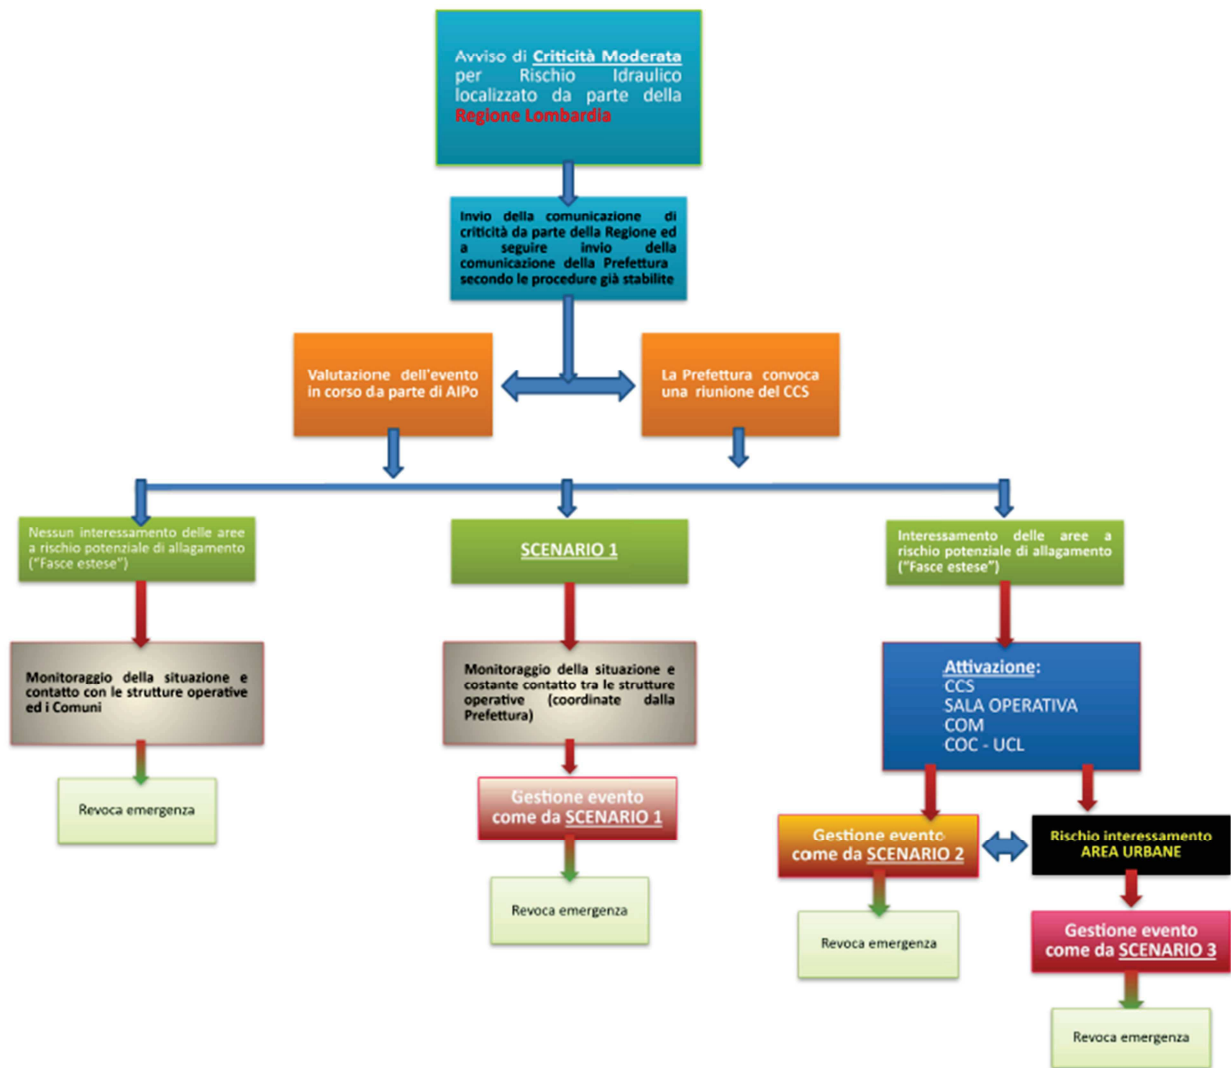 Avviso di Criticità Moderata
per Rischio Idraulico
localizzato da parte della
Regione Lombardia
Invio della comunicazione di
criticità da parte della Regione ed
a seguire invio della
comunicazione della Prefettura
secondo le procedure già stabilite
Valutazione dell'evento
in corso da parte di AIPo
La Prefettura convoca
una riunione del CCS
Nessun interessamento delle aree
a rischio potenziale di allagamento
("Fasce estese")
SCENARIO 1
Interessamento delle aree a
rischio potenziale di allagamento
("Fasce estese")
Monitoraggio della situazione e
contatto con le strutture operative
ed i Comuni
Monitoraggio della situazione e
costante contatto tra le strutture
operative (coordinate dalla
Prefettura)
Attivazione:
CCS
SALA OPERATIVA
COM
COC - UCL
Revoca emergenza
Gestione evento
come da SCENARIO 1
Gestione evento
come da SCENARIO 2
Rischio interessamento
AREA URBANE
Revoca emergenza
Revoca emergenza
Gestione evento
come da SCENARIO 3
Revoca emergenza